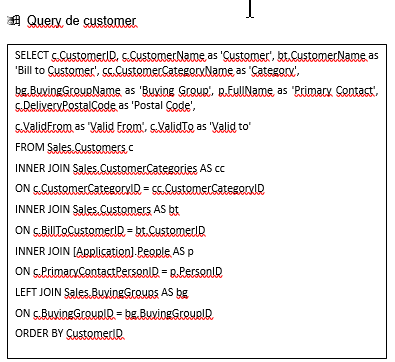 Query de customer
SELECT c.CustomerID, c.CustomerName as 'Customer', bt.CustomerName as
'Bill to Customer', cc.CustomerCategoryName as 'Category',
bg.BuyingGroupName as 'Buying Group', p.FullName as 'Primary Contact',
c.DeliveryPostalCode as 'Postal Code',
c.ValidFrom as 'Valid From', c.ValidTo as 'Valid to'
FROM Sales.Customers c
INNER JOIN Sales.CustomerCategories AS cc
ON c.CustomerCategoryID = cc.CustomerCategoryID
INNER JOIN Sales.Customers AS bt
ON c.BillToCustomerID = bt.CustomerID
INNER JOIN [Application].People AS p
ON c.PrimaryContactPersonID = p.PersonID
LEFT JOIN Sales.BuyingGroups AS bg
ON c.BuyingGroupID = bg.BuyingGroupID
ORDER BY CustomerID